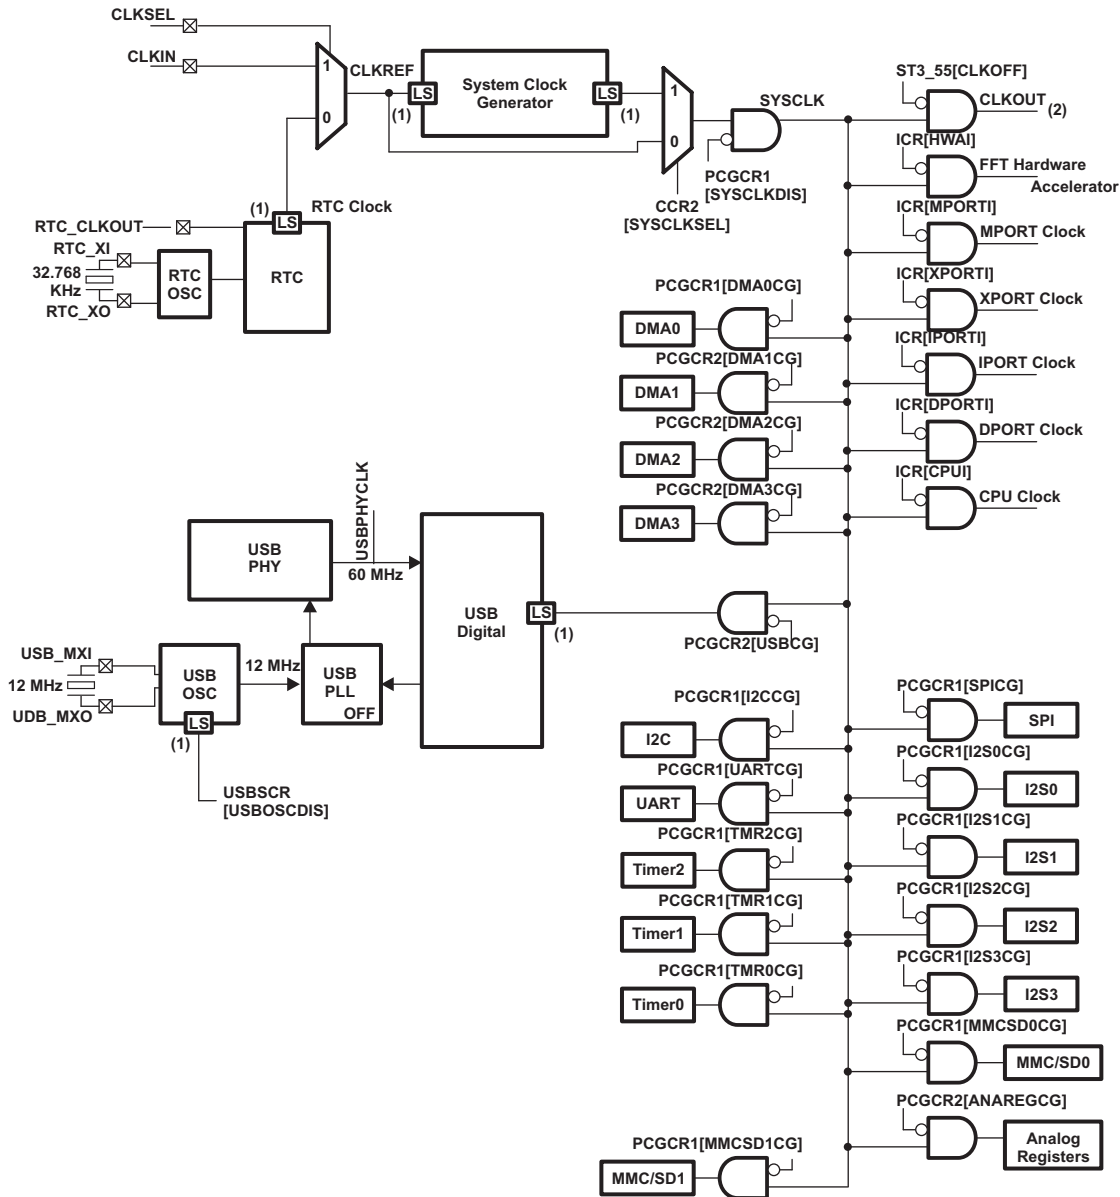 CLKSEL
CLKIN
1
0
CLKREF
(1)
LS
System Clock
Generator
LS
(1)
1
0
SYSCLK
PCGCR1
[SYSCLKDIS]
CCR2
[SYSCLKSEL]
ST3_55[CLKOFF]
CLKOUT
(2)
ICR[HWAI]
FFT Hardware
Accelerator
ICR[MPORTI]
MPORT Clock
ICR[XPORTI]
XPORT Clock
ICR[IPORTI]
IPORT Clock
ICR[DPORTI]
DPORT Clock
ICR[CPUI]
CPU Clock
(1)
LS
RTC Clock
RTC_CLKOUT
RTC_XI
32.768
KHz
RTC_XO
RTC
OSC
RTC
PCGCR1[DMA0CG]
DMA0
PCGCR2[DMA1CG]
DMA1
PCGCR2[DMA2CG]
DMA2
PCGCR2[DMA3CG]
DMA3
USB
PHY
USBPHYCLK
60 MHz
USB
Digital
LS
(1)
PCGCR2[USBCG]
USB_MXI
12 MHz
UDB_MXO
USB
OSC
LS
(1)
12 MHz
USB
PLL
OFF
USBSCR
[USBOSCDIS]
PCGCR1[I2CCG]
I2C
PCGCR1[UARTCG]
UART
PCGCR1[TMR2CG]
Timer2
PCGCR1[TMR1CG]
Timer1
PCGCR1[TMR0CG]
Timer0
PCGCR1[SPICG]
SPI
PCGCR1[I2S0CG]
I2S0
PCGCR1[I2S1CG]
I2S1
PCGCR1[I2S2CG]
I2S2
PCGCR1[I2S3CG]
I2S3
PCGCR1[MMCSD0CG]
MMC/SD0
PCGCR2[ANAREGCG]
Analog
Registers
PCGCR1[MMCSD1CG]
MMC/SD1